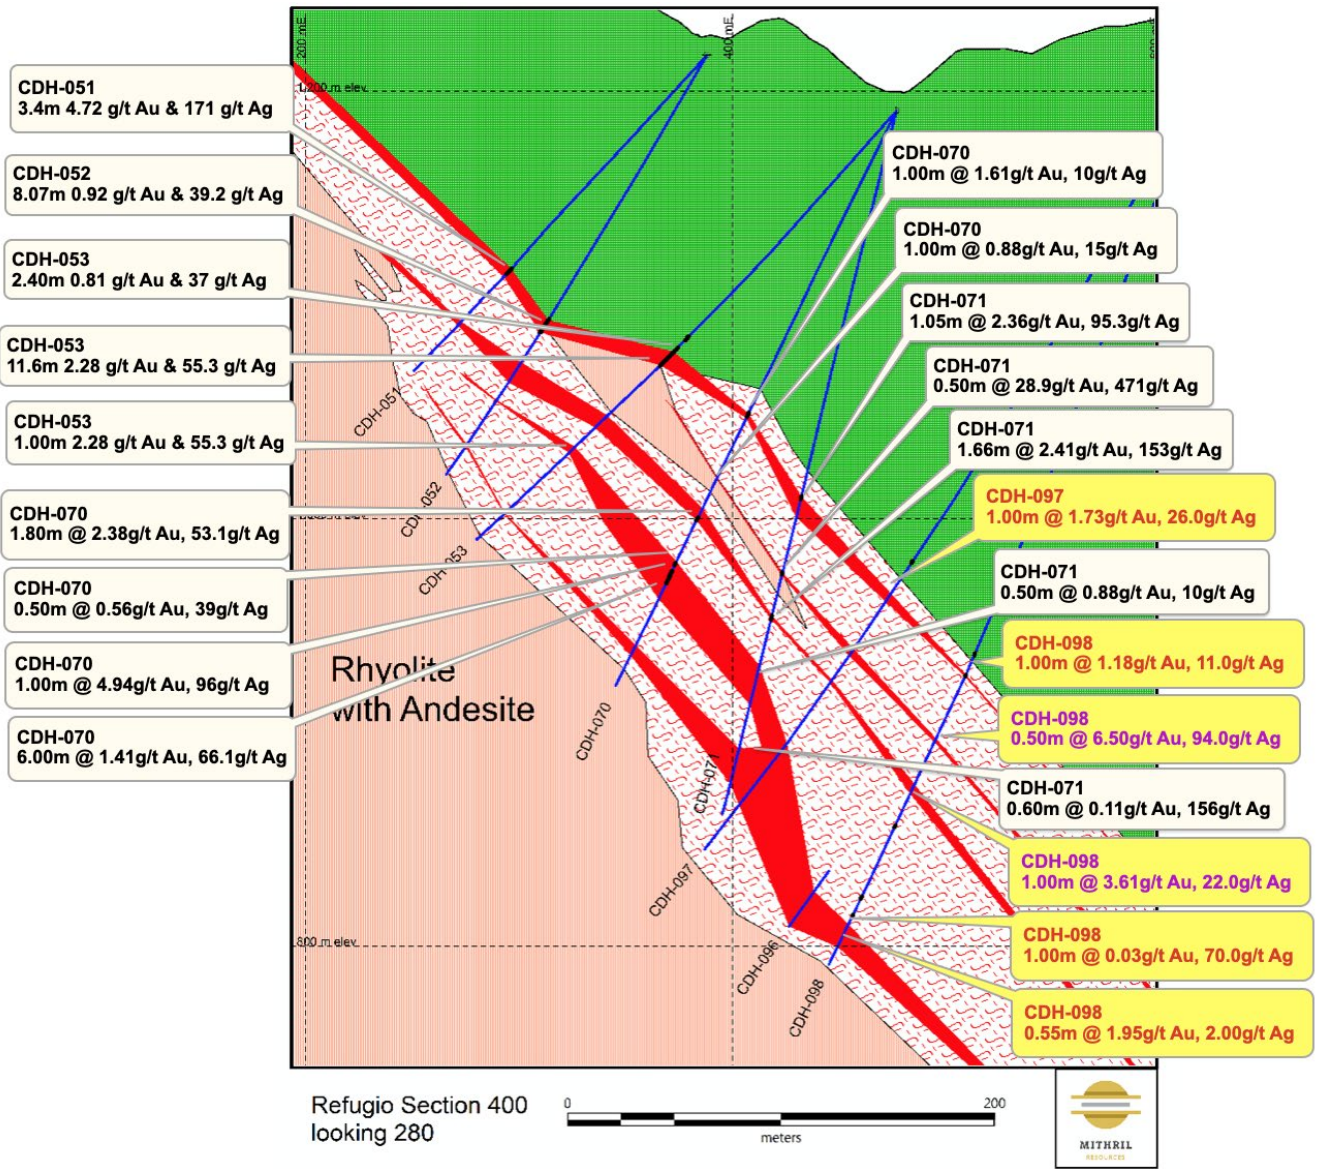 200 mE
400 mE
1,200 m elev
CDH-051
3.4m 4.72 g/t Au & 171 g/t Ag
CDH-052
8.07m 0.92 g/t Au & 39.2 g/t Ag
CDH-053
2.40m 0.81 g/t Au & 37 g/t Ag
CDH-053
11.6m 2.28 g/t Au & 55.3 g/t Ag
CDH-053
1.00m 2.28 g/t Au & 55.3 g/t Ag
CDH-070
1.80m @ 2.38g/t Au, 53.1g/t Ag
CDH-070
0.50m @ 0.56g/t Au, 39g/t Ag
CDH-070
1.00m @ 4.94g/t Au, 96g/t Ag
CDH-070
6.00m @ 1.41g/t Au, 66.1g/t Ag
CDH-070
1.00m @ 1.61g/t Au, 10g/t Ag
CDH-070
1.00m @ 0.88g/t Au, 15g/t Ag
CDH-071
1.05m @ 2.36g/t Au, 95.3g/t Ag
CDH-071
0.50m @ 28.9g/t Au, 471g/t Ag
CDH-071
1.66m @ 2.41g/t Au, 153g/t Ag
CDH-097
1.00m @ 1.73g/t Au, 26.0g/t Ag
CDH-071
0.50m @ 0.88g/t Au, 10g/t Ag
CDH-098
1.00m @ 1.18g/t Au, 11.0g/t Ag
CDH-098
0.50m @ 6.50g/t Au, 94.0g/t Ag
CDH-071
0.60m @ 0.11g/t Au, 156g/t Ag
CDH-098
1.00m @ 3.61g/t Au, 22.0g/t Ag
CDH-098
1.00m @ 0.03g/t Au, 70.0g/t Ag
CDH-098
0.55m @ 1.95g/t Au, 2.00g/t Ag
CDH-051
CDH-052
CDH-053
CDH-070
CDH-071
CDH-097
CDH-096
CDH-098
Rhyolite
with Andesite
800 m elev
Refugio Section 400
looking 280
0 200
meters
MITHRIL
RESOURCES